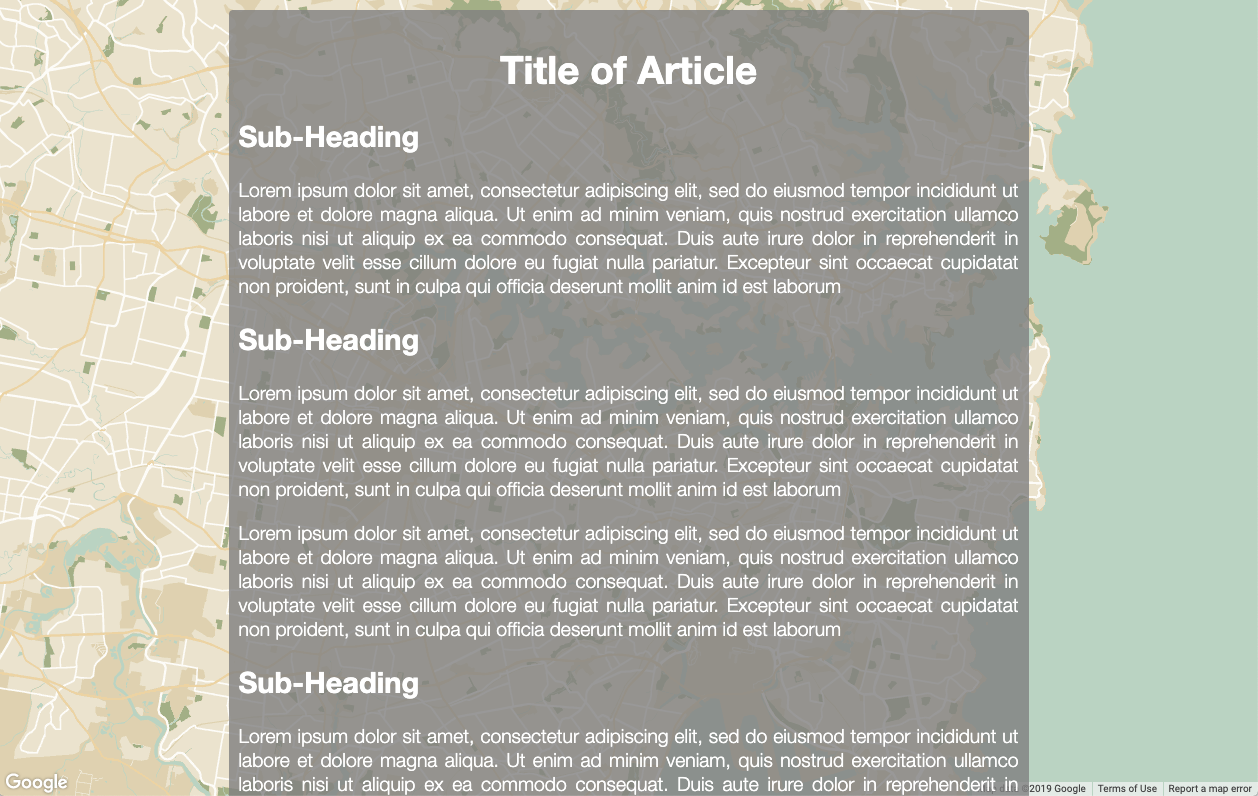 Title of Article
Sub-Heading
Lorem ipsum dolor sit amet, consectetur adipiscing elit, sed do eiusmod tempor incididunt ut
labore et dolore magna aliqua. Ut enim ad minim veniam, quis nostrud exercitation ullamco
laboris nisi ut aliquip ex ea commodo consequat. Duis aute irure dolor in reprehenderit in
voluptate velit esse cillum dolore eu fugiat nulla pariatur. Excepteur sint occaecat cupidatat
non proident, sunt in culpa qui officia deserunt mollit anim id est laborum
Sub-Heading
Lorem ipsum dolor sit amet, consectetur adipiscing elit, sed do eiusmod tempor incididunt ut
labore et dolore magna aliqua. Ut enim ad minim veniam, quis nostrud exercitation ullamco
laboris nisi ut aliquip ex ea commodo consequat. Duis aute irure dolor in reprehenderit in
voluptate velit esse cillum dolore eu fugiat nulla pariatur. Excepteur sint occaecat cupidatat
non proident, sunt in culpa qui officia deserunt mollit anim id est laborum
Lorem ipsum dolor sit amet, consectetur adipiscing elit, sed do eiusmod tempor incididunt ut
labore et dolore magna aliqua. Ut enim ad minim veniam, quis nostrud exercitation ullamco
laboris nisi ut aliquip ex ea commodo consequat. Duis aute irure dolor in reprehenderit in
voluptate velit esse cillum dolore eu fugiat nulla pariatur. Excepteur sint occaecat cupidatat
non proident, sunt in culpa qui officia deserunt mollit anim id est laborum
Sub-Heading
Lorem ipsum dolor sit amet, consectetur adipiscing elit, sed do eiusmod tempor incididunt ut
labore et dolore magna aliqua. Ut enim ad minim veniam, quis nostrud exercitation ullamco
laboris nisi ut aliquip ex ea commodo consequat. Duis aute irure dolor in reprehenderit in
Google
©2019 Google Terms of Use Report a map error